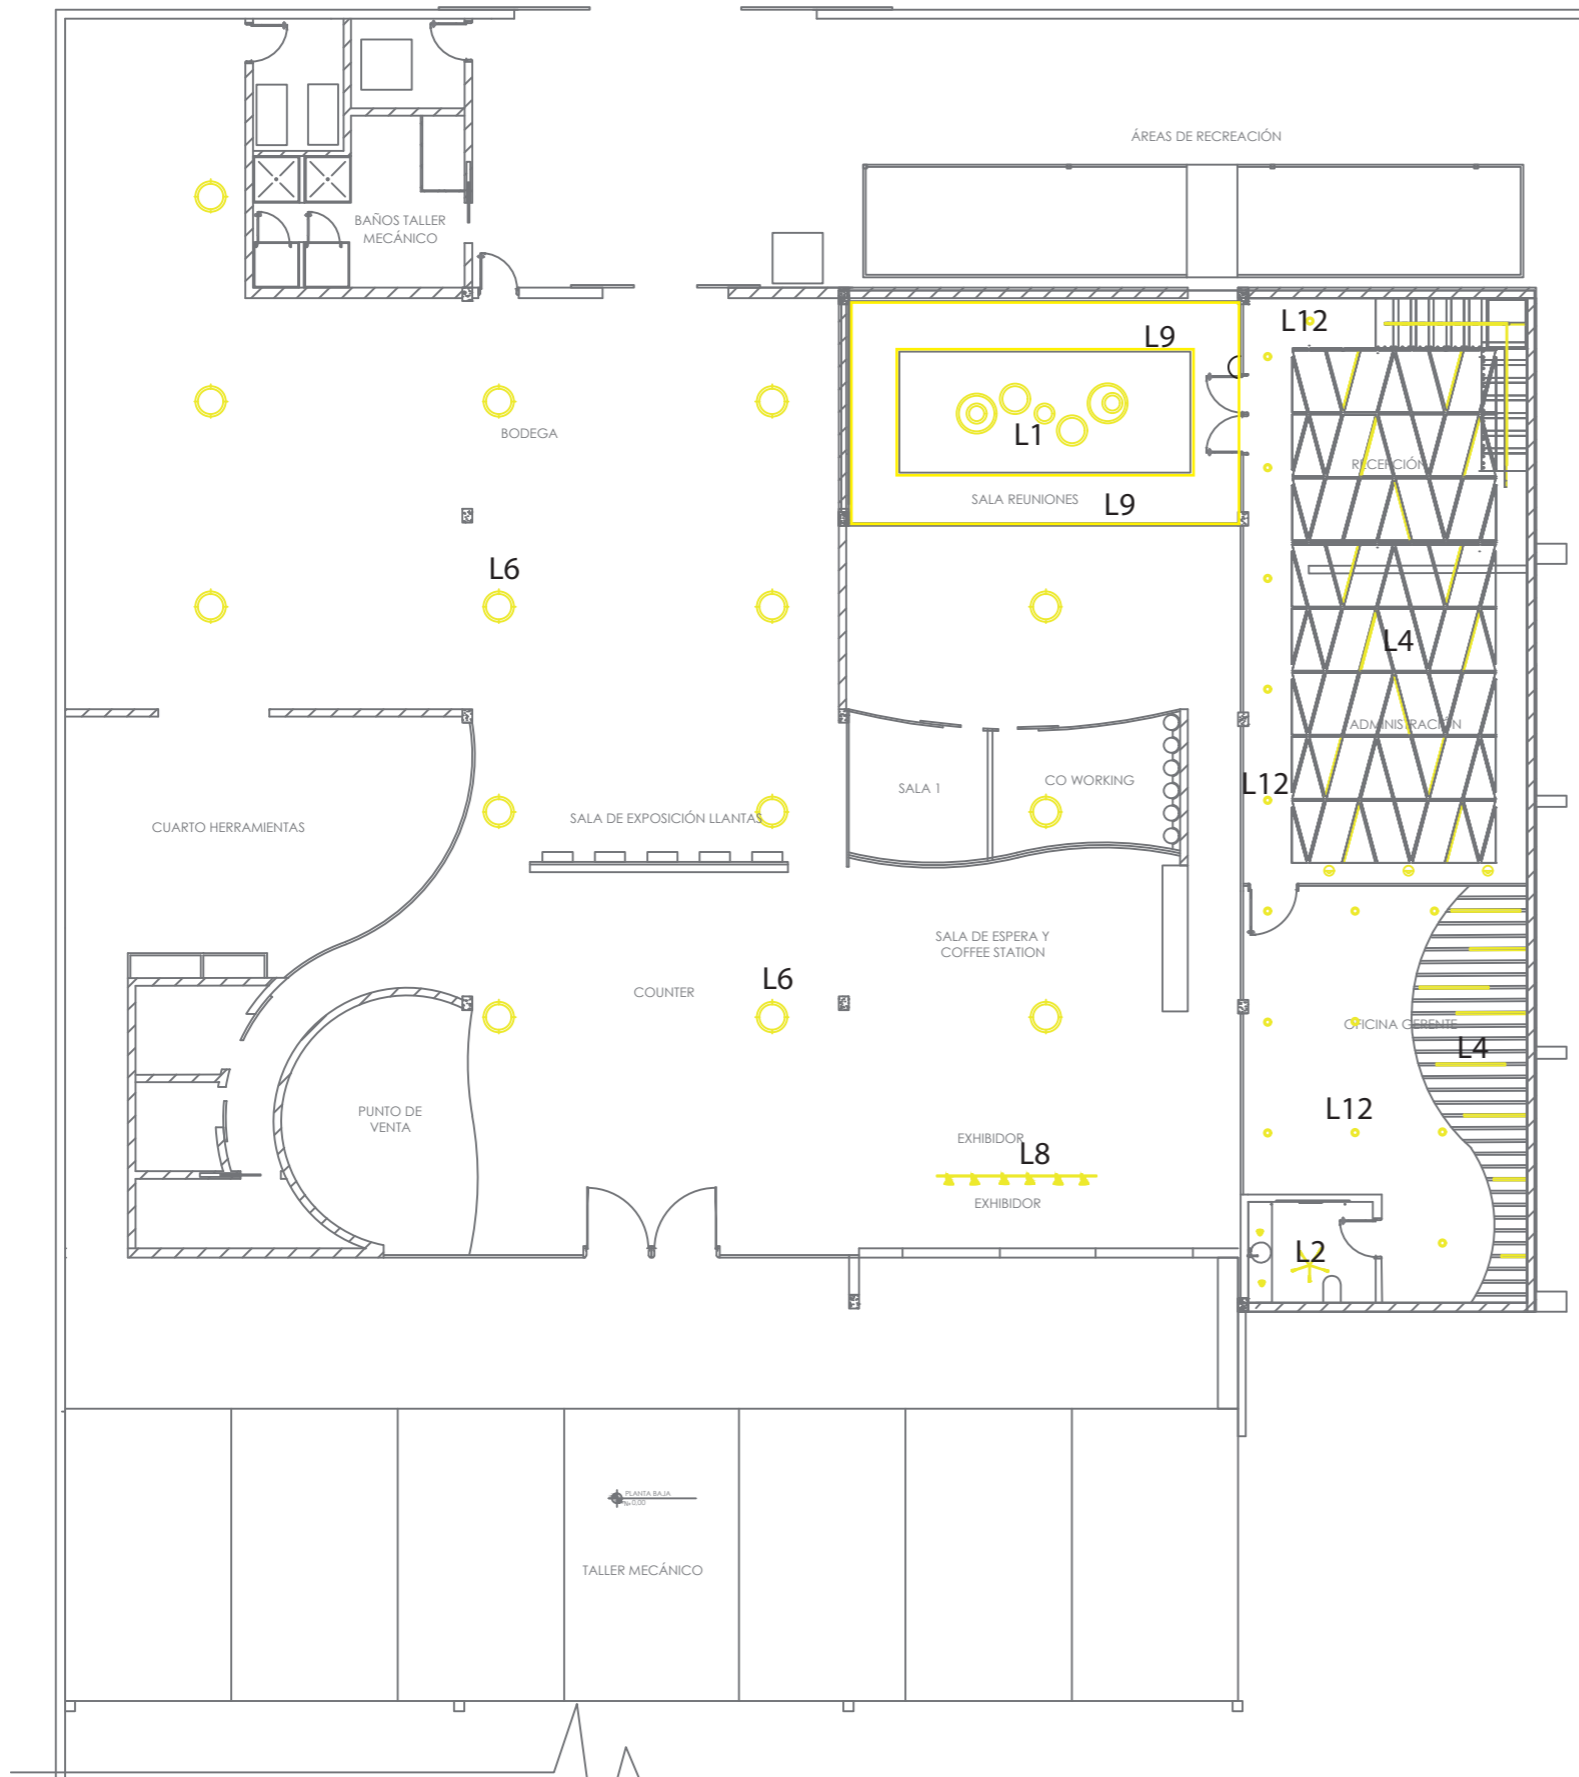 ÁREAS DE RECREACIÓN
BAÑOS TALLER
MECÁNICO
L12
L9
BODEGA
L1
RECEPCIÓN
SALA REUNIONES
L9
L6
L4
ADMINISTRACIÓN
SALA 1
CO WORKING
L12
SALA DE EXPOSICIÓN LLANTAS
CUARTO HERRAMIENTAS
SALA DE ESPERA Y
COFFEE STATION
L6
COUNTER
OFICINA GERENTE
L4
PUNTO DE
VENTA
L12
EXHIBIDOR
L8
EXHIBIDOR
L2
PLANTA BAJA
TALLER MECÁNICO